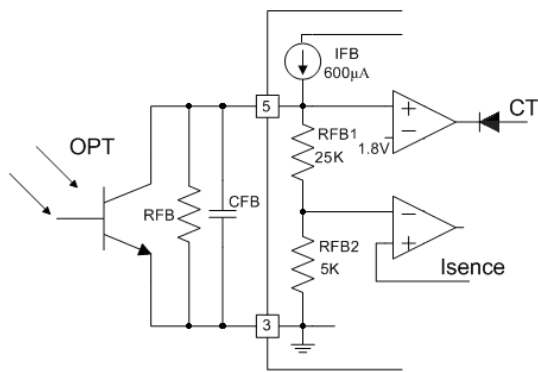 IFB
600μA
5
CT
OPT
RFB1
25K
1.8V
+
−
RFB
CFB
−
+
RFB2
5K
Isence
3